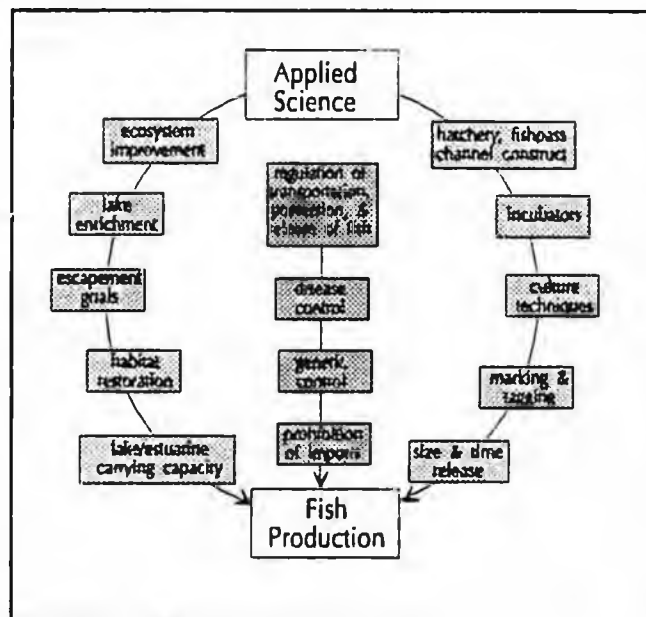 Applied
Science
ecosystem
improvement
lake
enrichment
escapement
goals
habitat
restoration
lake/estuarine
carrying capacity
regulation of
transportation,
possession, &
release of fish
disease
control
genetic
control
prohibition
of imports
hatchery, fishpass
channel construct
incubators
culture
techniques
marking &
tagging
size & time
release
Fish
Production